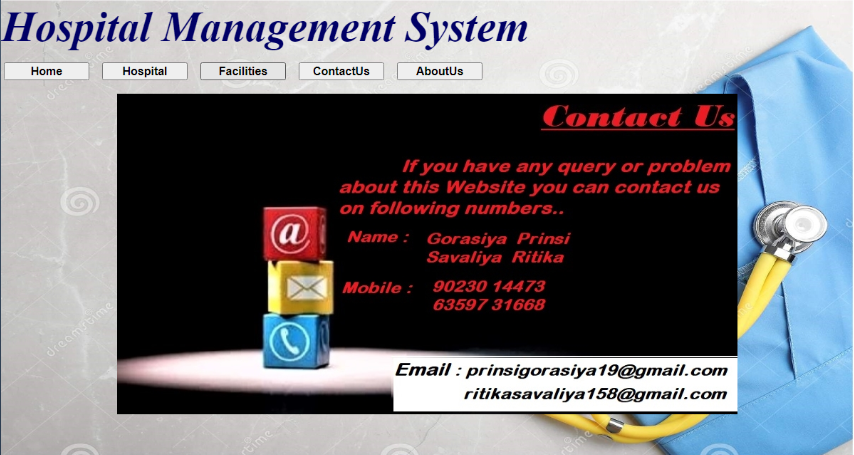 Hospital Management System
Home Hospital Facilities ContactUs AboutUs
Contact Us
If you have any query or problem
about this Website you can contact us
on following numbers..
Name : Gorasiya Prinsi
Savaliya Ritika
Mobile : 90230 14473
63597 31668
Email : prinsigorasiya19@gmail.com
ritikasavaliya158@gmail.com